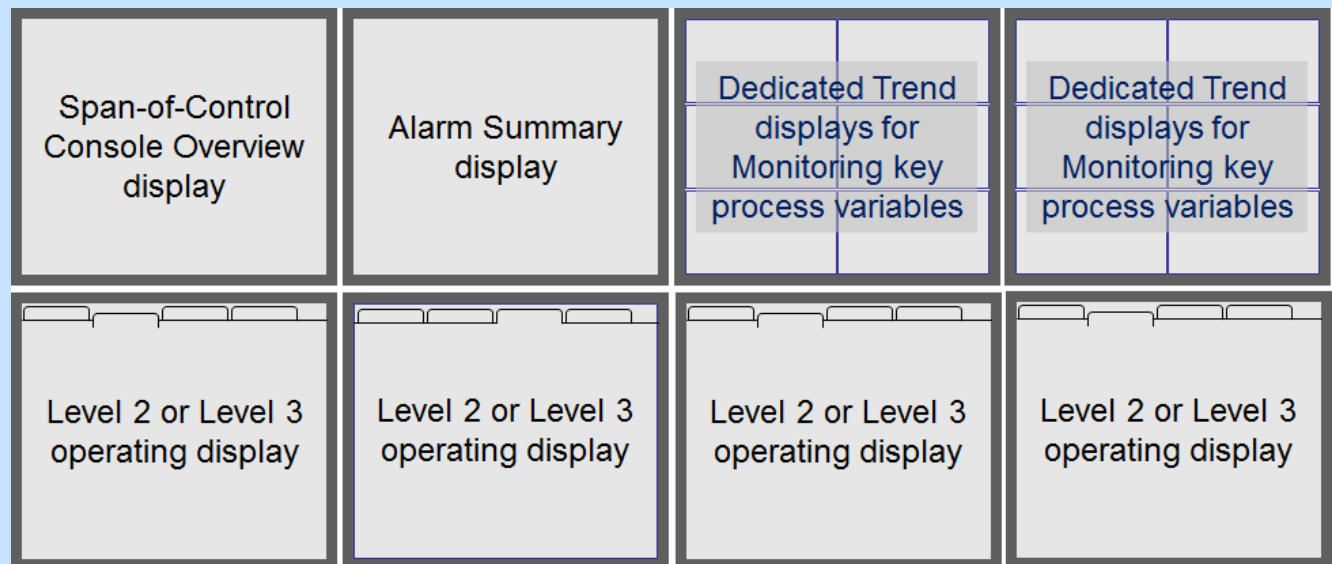 Span-of-Control
Console Overview
display
Alarm Summary
display
Dedicated Trend
displays for
Monitoring key
process variables
Dedicated Trend
displays for
Monitoring key
process variables
Level 2 or Level 3
operating display
Level 2 or Level 3
operating display
Level 2 or Level 3
operating display
Level 2 or Level 3
operating display